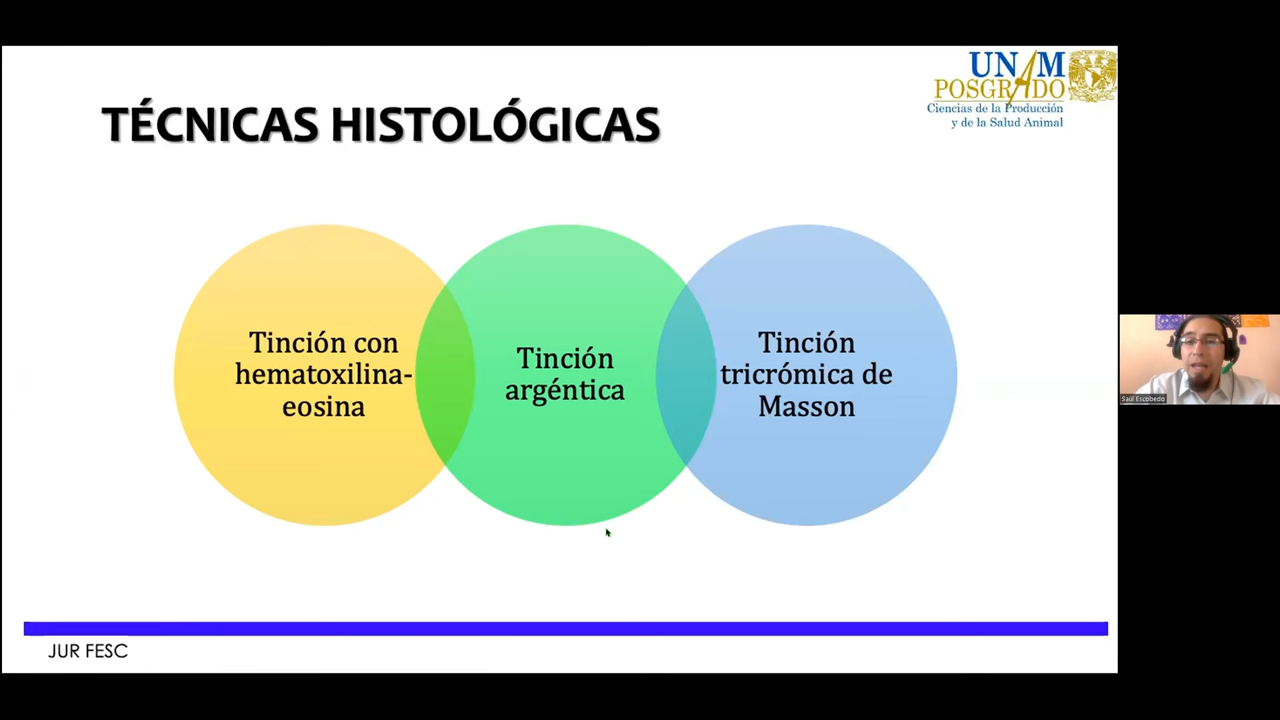 UNAM
POSGRADO
Ciencias de la Producción
y de la Salud Animal
TÉCNICAS HISTOLÓGICAS
Tinción con
hematoxilina-
eosina
Tinción
argéntica
Tinción
tricrómica de
Masson
Saúl Escobedo
JUR FESC